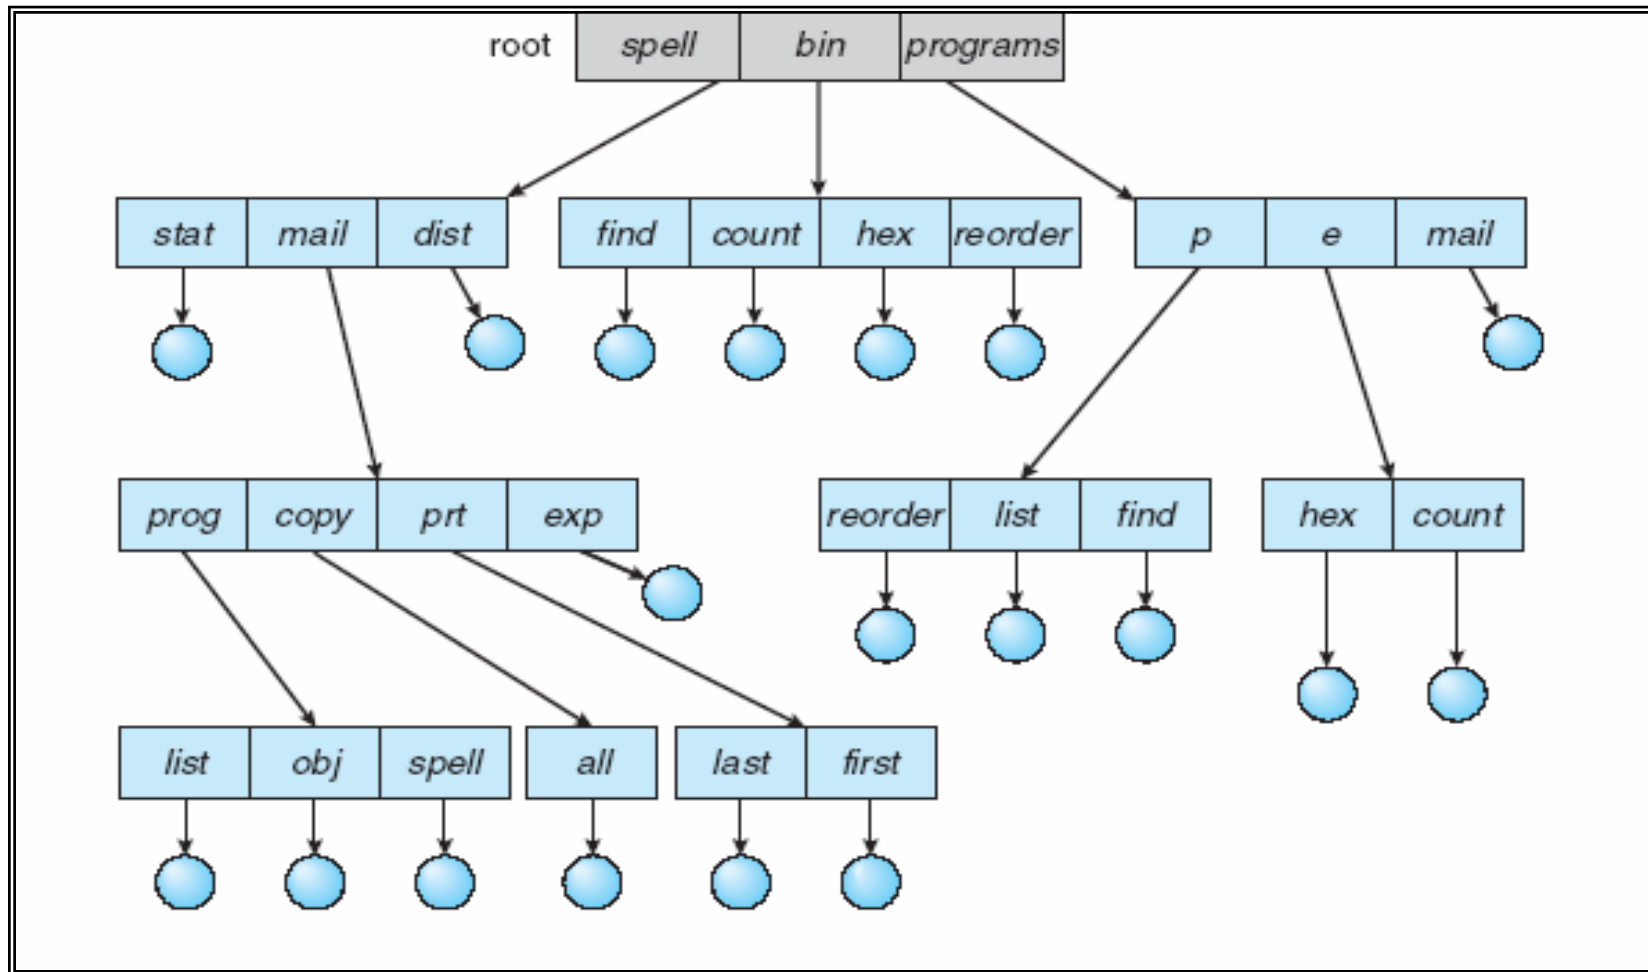 root spell bin programs
stat mail dist find count hex reorder p e mail
prog copy prt exp reorder list find hex count
list obj spell all last first